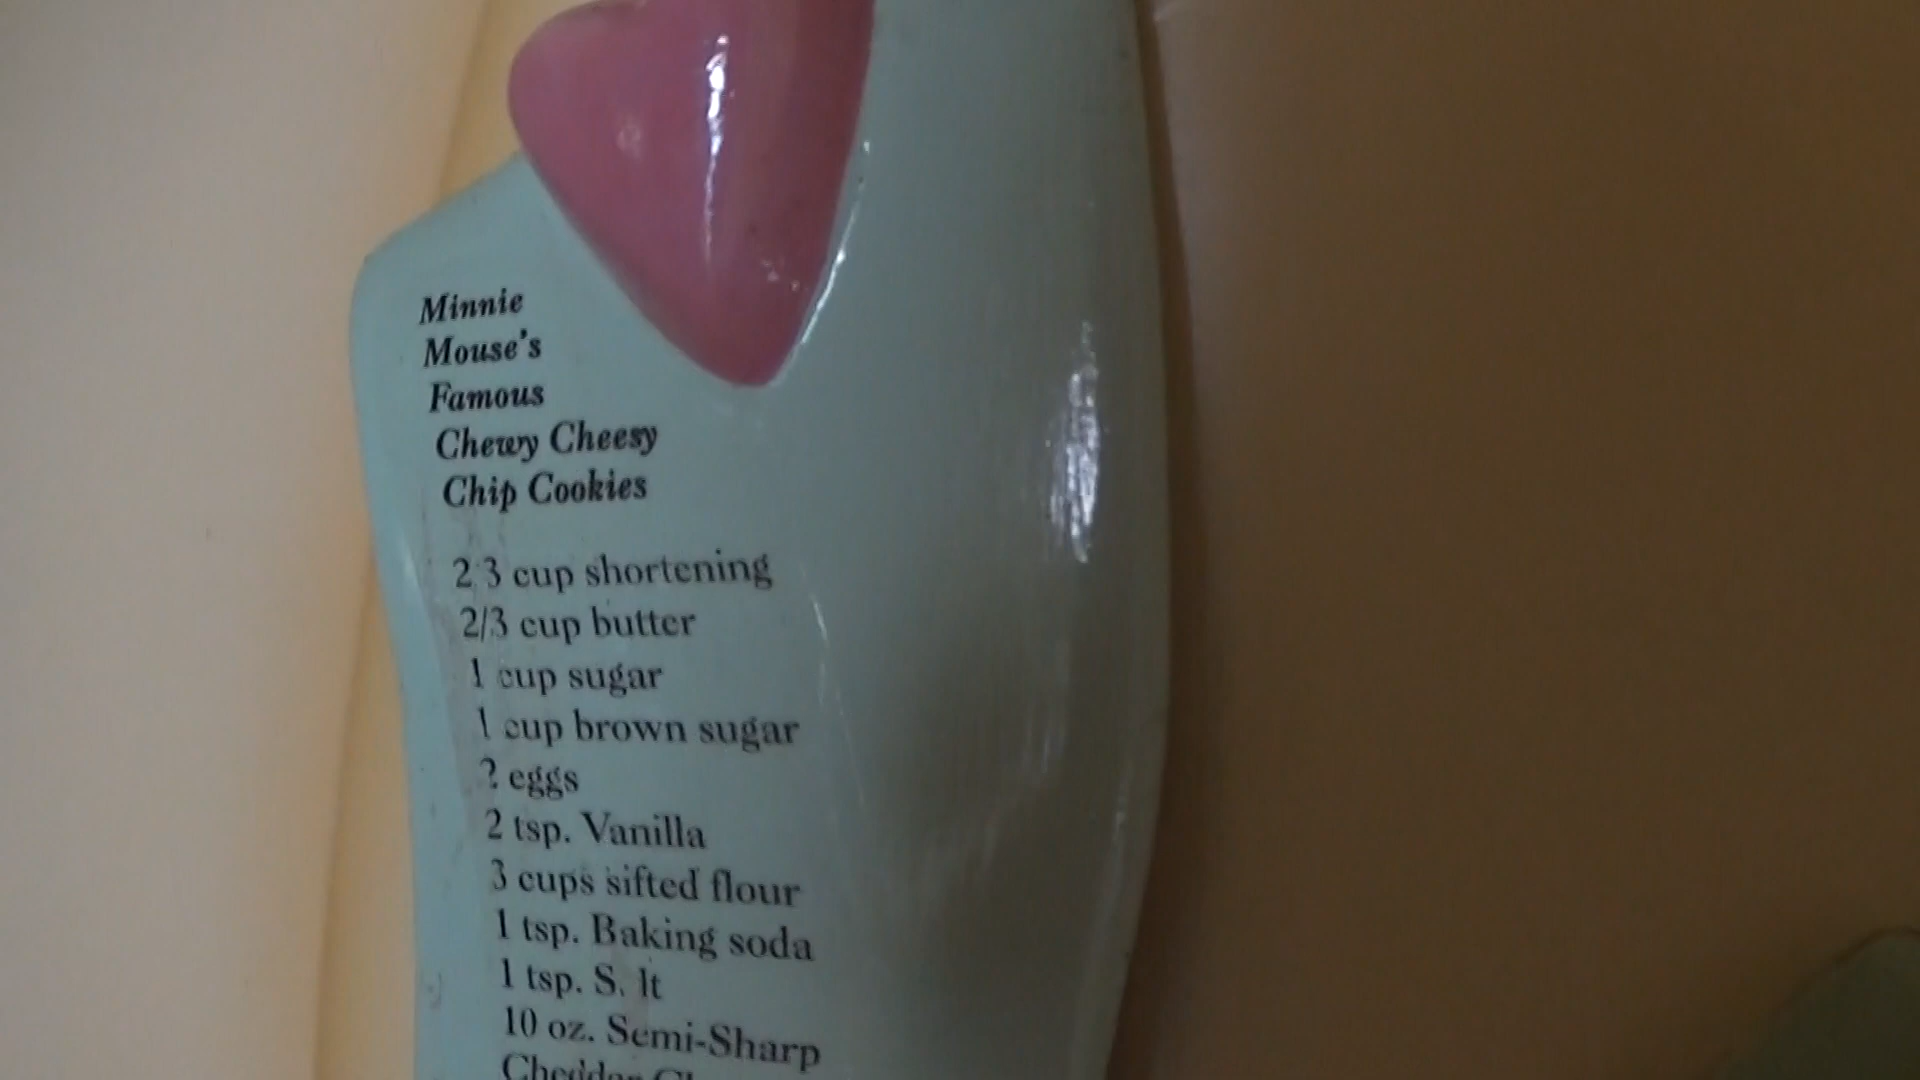 Minnie
Mouse's
Famous
Chewy Cheesy
Chip Cookies
2 3 cup shortening
2/3 cup butter
1 cup sugar
1 cup brown sugar
? eggs
2 tsp. Vanilla
3 cups sifted flour
1 tsp. Baking soda
1 tsp. S. lt
10 oz. Semi-Sharp
Cheddar